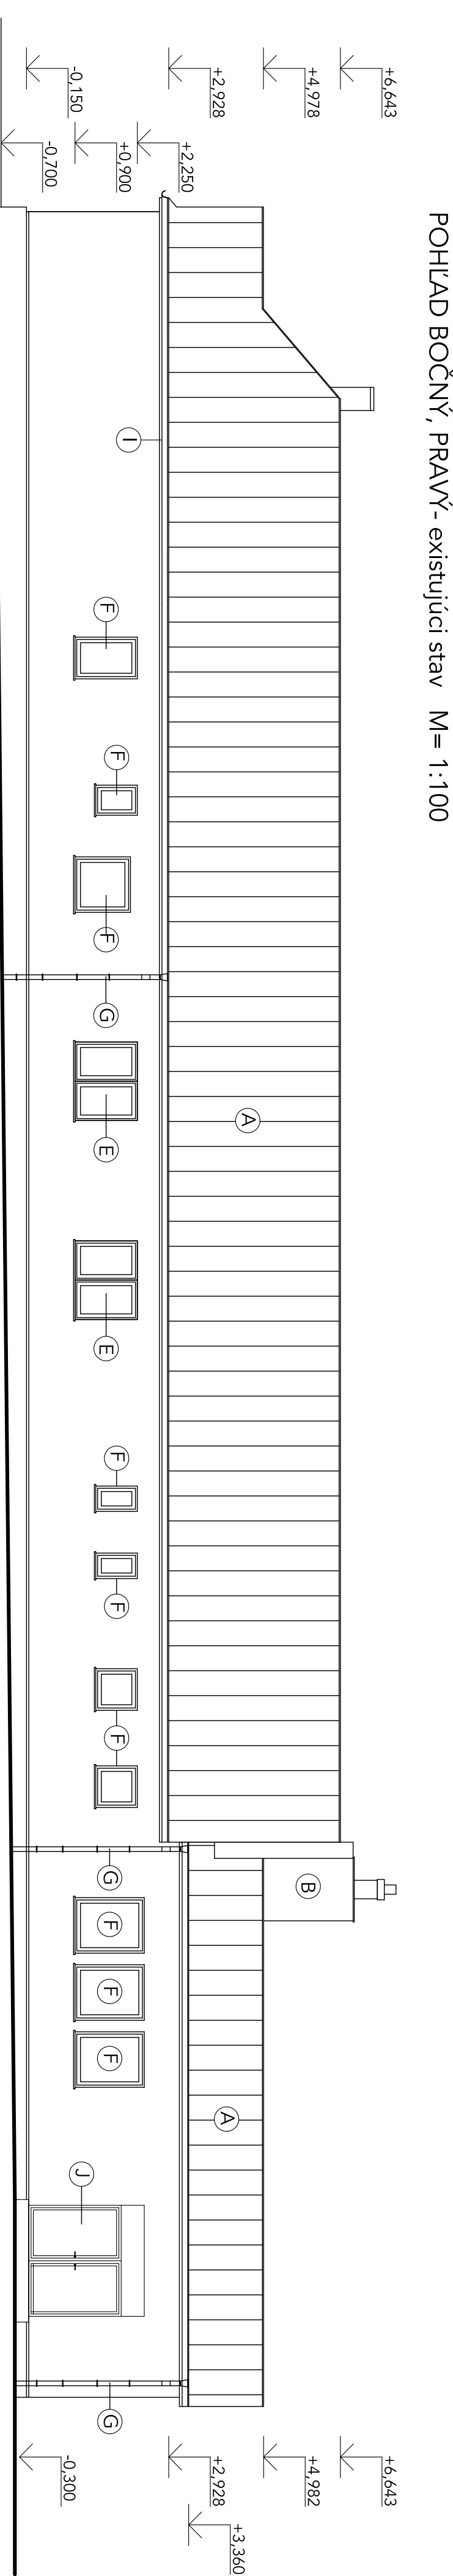 POHĽAD BOČNÝ, PRAVÝ- existujúci stav M= 1:100
+6,643
+4,978
+2,928
-0,150
+2,250
+0,900
-0,700
+6,643
+4,982
+2,928
-0,300
+3,360
B
A
A
I
F
F
F
G
E
E
F
F
F
G
F
F
F
J
G